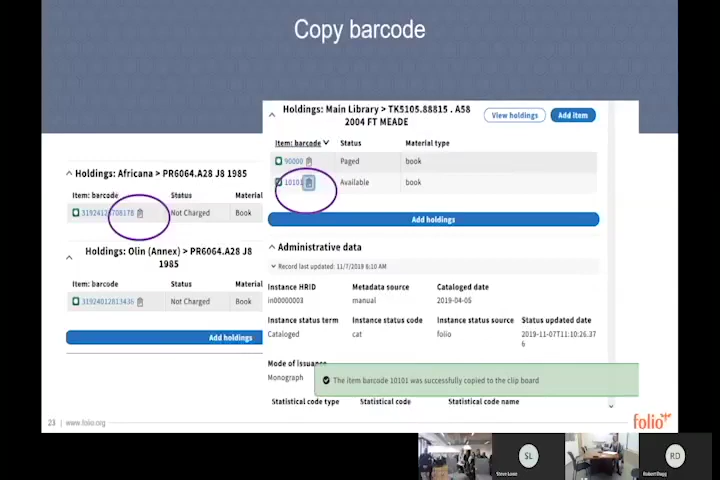 Copy barcode
Holdings: Africana > PR6064.A28 J8 1985
Item: barcode Status Material
Not Charged Book
Holdings: Olin (Annex) > PR6064.A28 J8
1985
Item: barcode Status Material
31924012813436 Not Charged Book
Add holdings
Holdings: Main Library > TK5105.88815 . A58
2004 FT MEADE
View holdings Add item
Item: barcode Status Material type
90000 Paged book
10101 Available book
Add holdings
Administrative data
Record last updated: 11/7/2019 6:10 AM
Instance HRID Metadata source Cataloged date
in00000003 manual 2019-04-05
Instance status term Instance status code Instance status source Status updated date
Cataloged cat folio 2019-11-07T11:10:26.37
6
Mode of issuance
Monograph
The item barcode 10101 was successfully copied to the clip board
Statistical code type Statistical code Statistical code name
23 | www.folio.org
folio
SL
RD